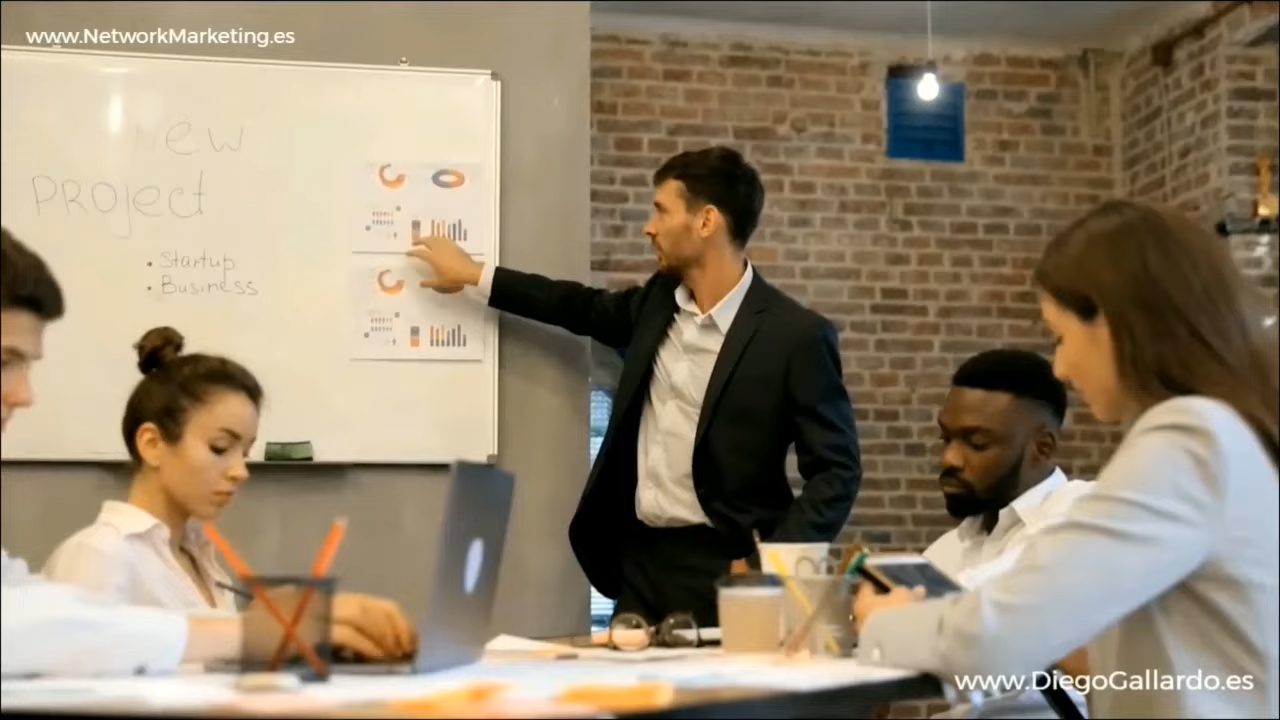 www.NetworkMarketing.es
New
PROJect
• Startup
• Business
www.DiegoGallardo.es